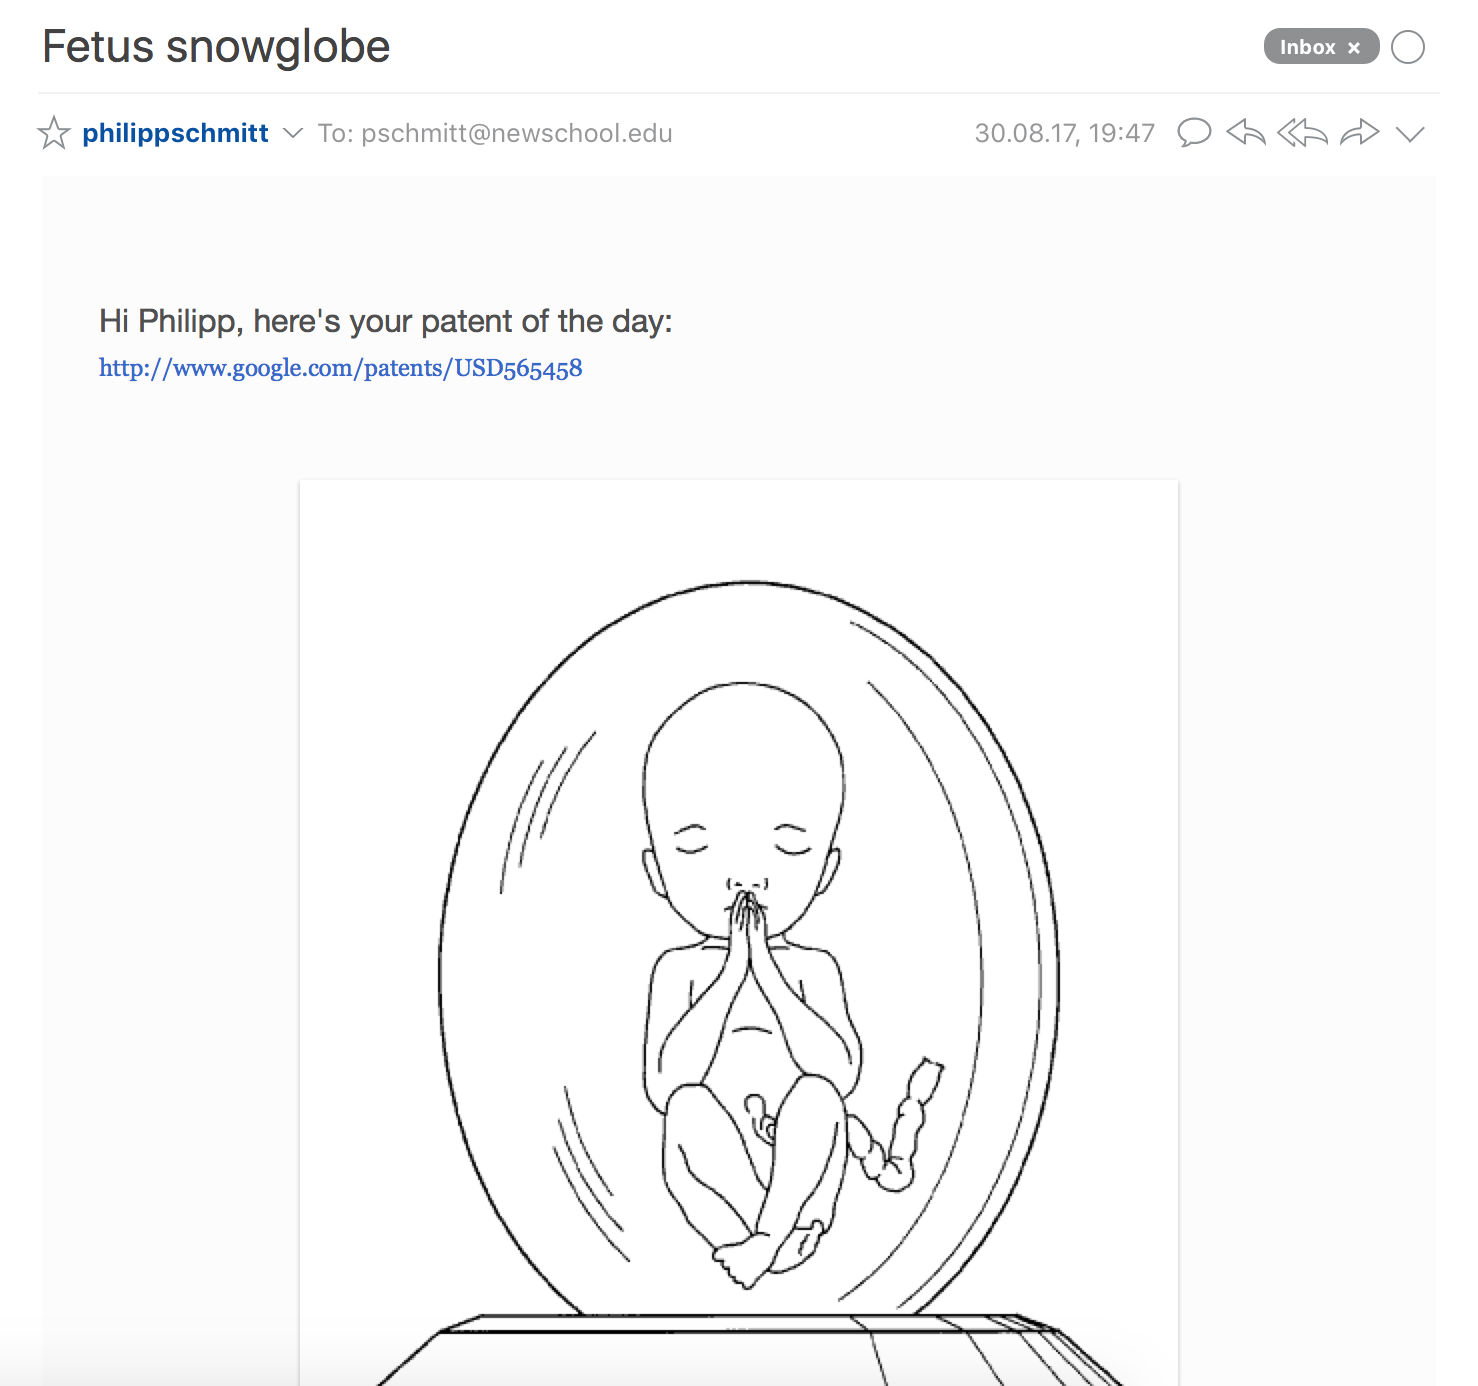 Fetus snowglobe
Inbox ×
philippschmitt To: pschmitt@newschool.edu 30.08.17, 19:47
Hi Philipp, here's your patent of the day:
http://www.google.com/patents/USD565458